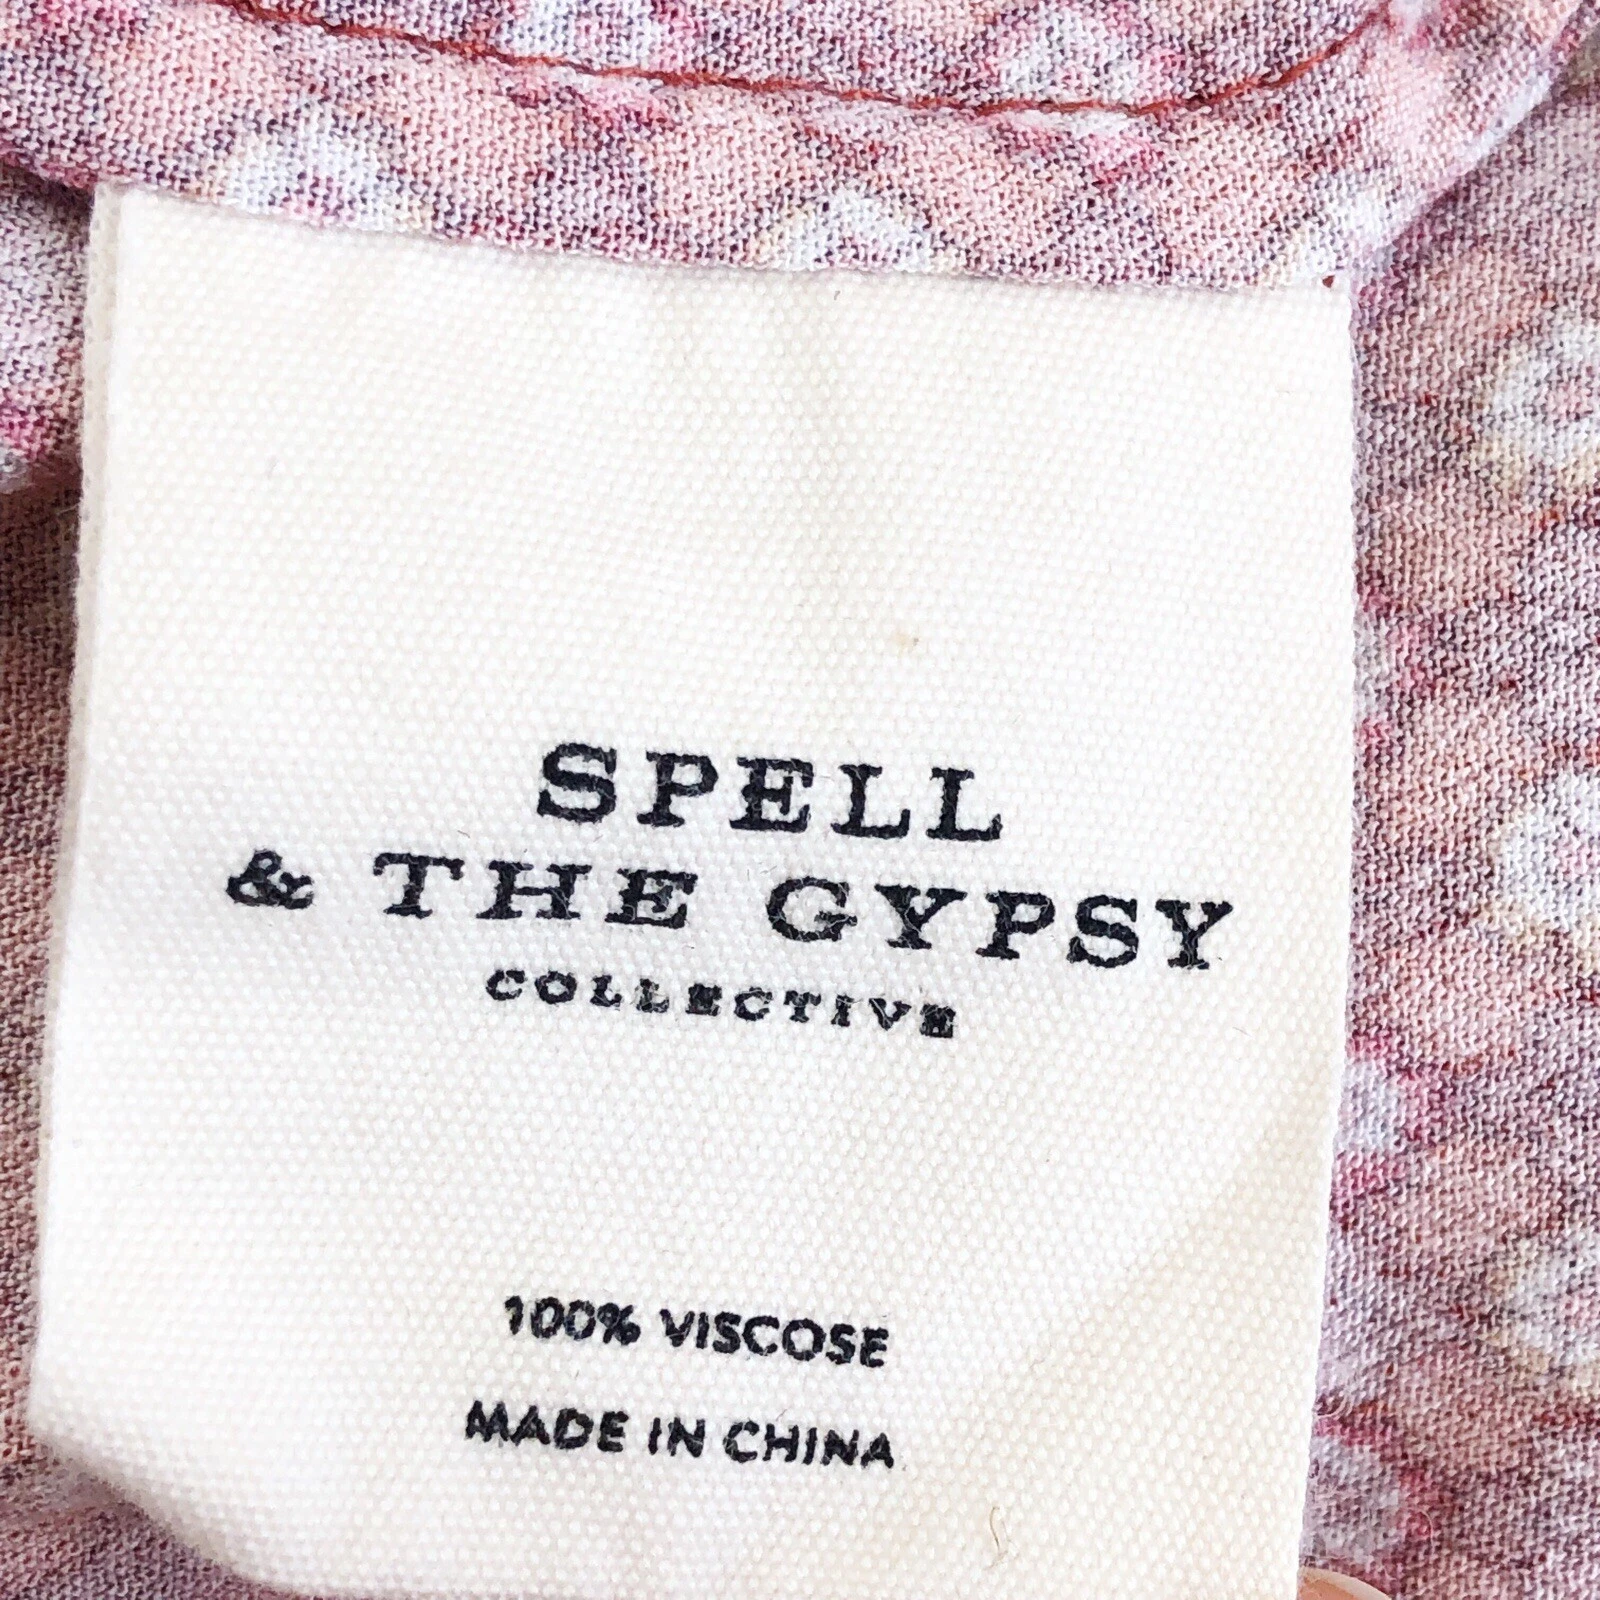 SPELL
& THE GYPSY
COLLECTIVE
100% VISCOSE
MADE IN CHINA